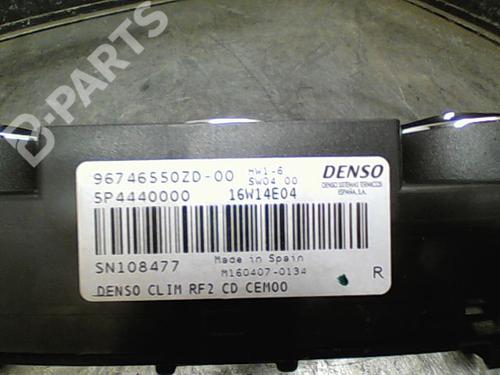 B-PARTS
96746550ZD-00
HW1-6
SW04 00
DENSO
DENSO SISTEMAS TERMICOS
ESPAÑA, S.A.
SP4440000
16W14E04
SN108477
Made in Spain
M160407-0134
R
DENSO CLIM RF2 CD CEM00